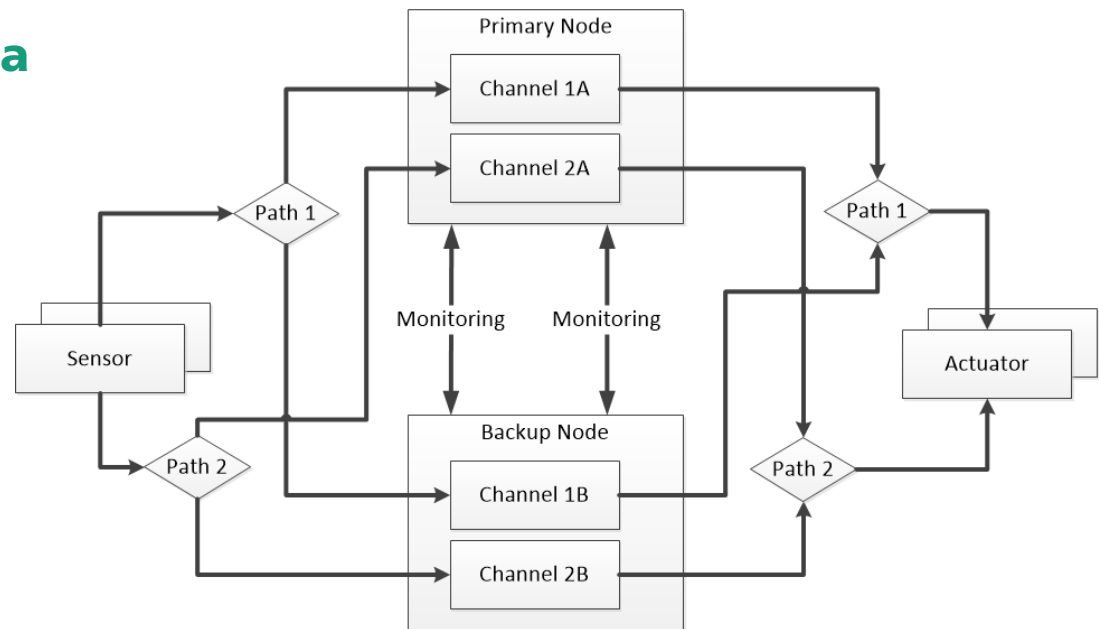 a
Primary Node
Channel 1A
Channel 2A
Path 1
Path 1
Monitoring
Monitoring
Sensor
Actuator
Backup Node
Path 2
Path 2
Channel 1B
Channel 2B